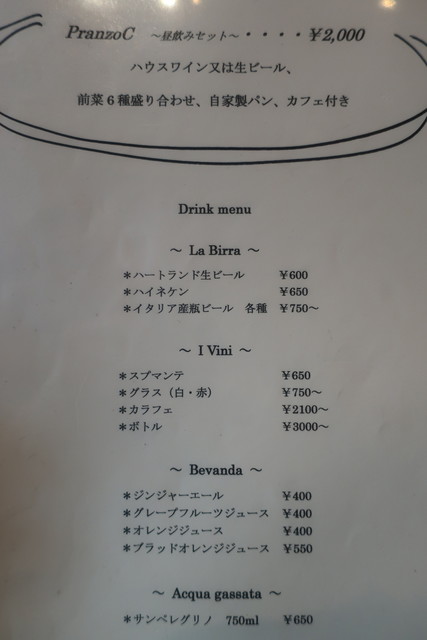 PranzoC ～昼飲みセット～・・・・￥2,000
ハウスワイン又は生ビール、
前菜６種盛り合わせ、自家製パン、カフェ付き
Drink menu
～ La Birra ～
＊ハートランド生ビール ￥600
＊ハイネケン ￥650
＊イタリア産瓶ビール 各種 ￥750～
～ I Vini ～
＊スプマンテ ￥650
＊グラス（白・赤） ￥750～
＊カラフェ ￥2100～
＊ボトル ￥3000～
～ Bevanda ～
＊ジンジャーエール ￥400
＊グレープフルーツジュース ￥400
＊オレンジジュース ￥400
＊ブラッドオレンジジュース ￥550
～ Acqua gassata ～
＊サンペレグリノ 750ml ￥650